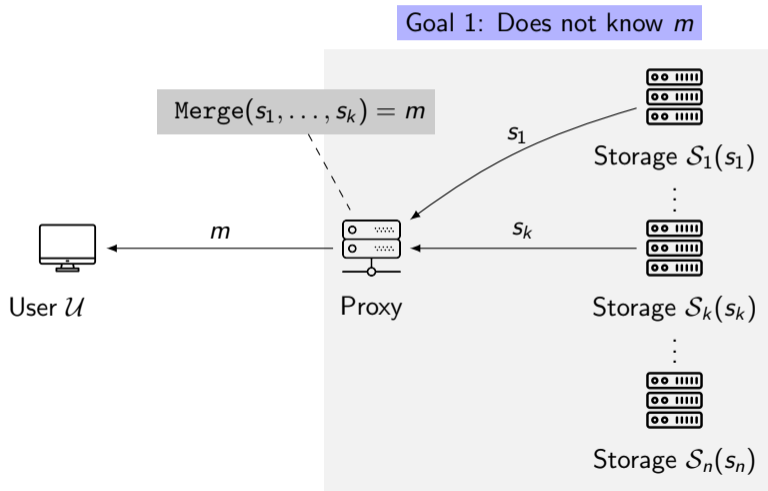 Goal 1: Does not know m
Merge(s₁, . . . , sₖ) = m
s₁
Storage 𝒮₁(s₁)
⋮
m
sₖ
User 𝒰
Proxy
Storage 𝒮ₖ(sₖ)
⋮
Storage 𝒮ₙ(sₙ)